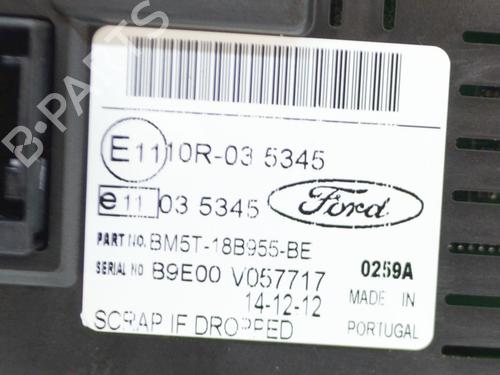 B-PARTS
E11 10R-03 5345
e11 03 5345 Ford
PART NO. BM5T-18B955-BE
SERIAL NO B9E00 V057717 0259A
14-12-12 MADE IN
SCRAP IF DROPPED PORTUGAL